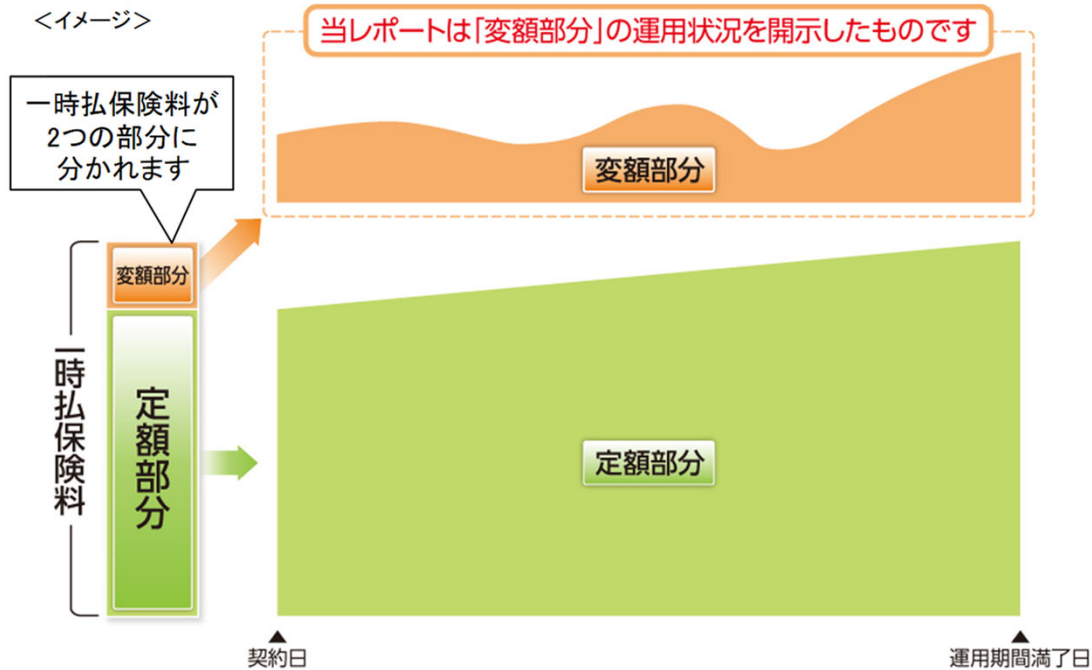 <イメージ>
当レポートは「変額部分」の運用状況を開示したものです
一時払保険料が
2つの部分に
分かれます
変額部分
変額部分
一時払保険料
定額部分
定額部分
▲
契約日
▲
運用期間満了日